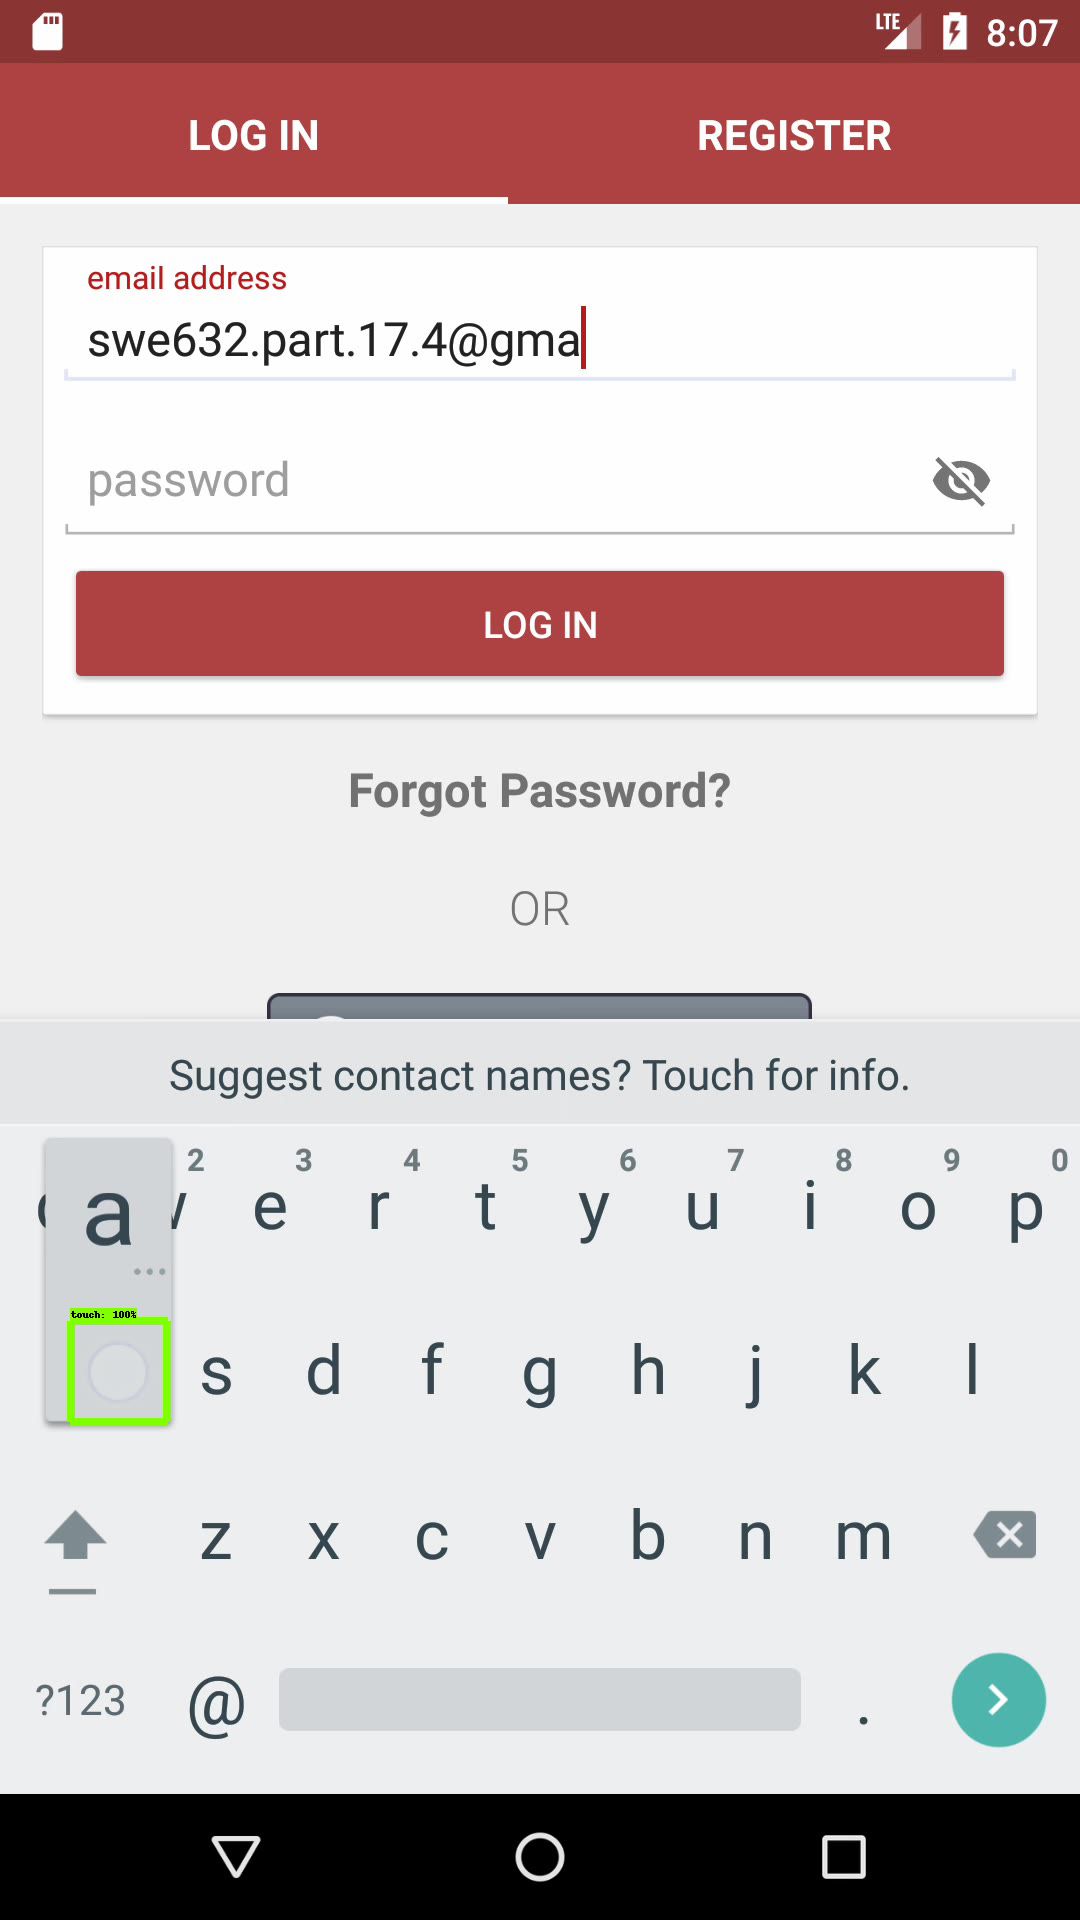 LTE 8:07
LOG IN REGISTER
email address
swe632.part.17.4@gma
password
LOG IN
Forgot Password?
OR
Suggest contact names? Touch for info.
2 3 4 5 6 7 8 9 0
a e r t y u i o p
...
touch: 100%
s d f g h j k l
z x c v b n m
?123 @ .